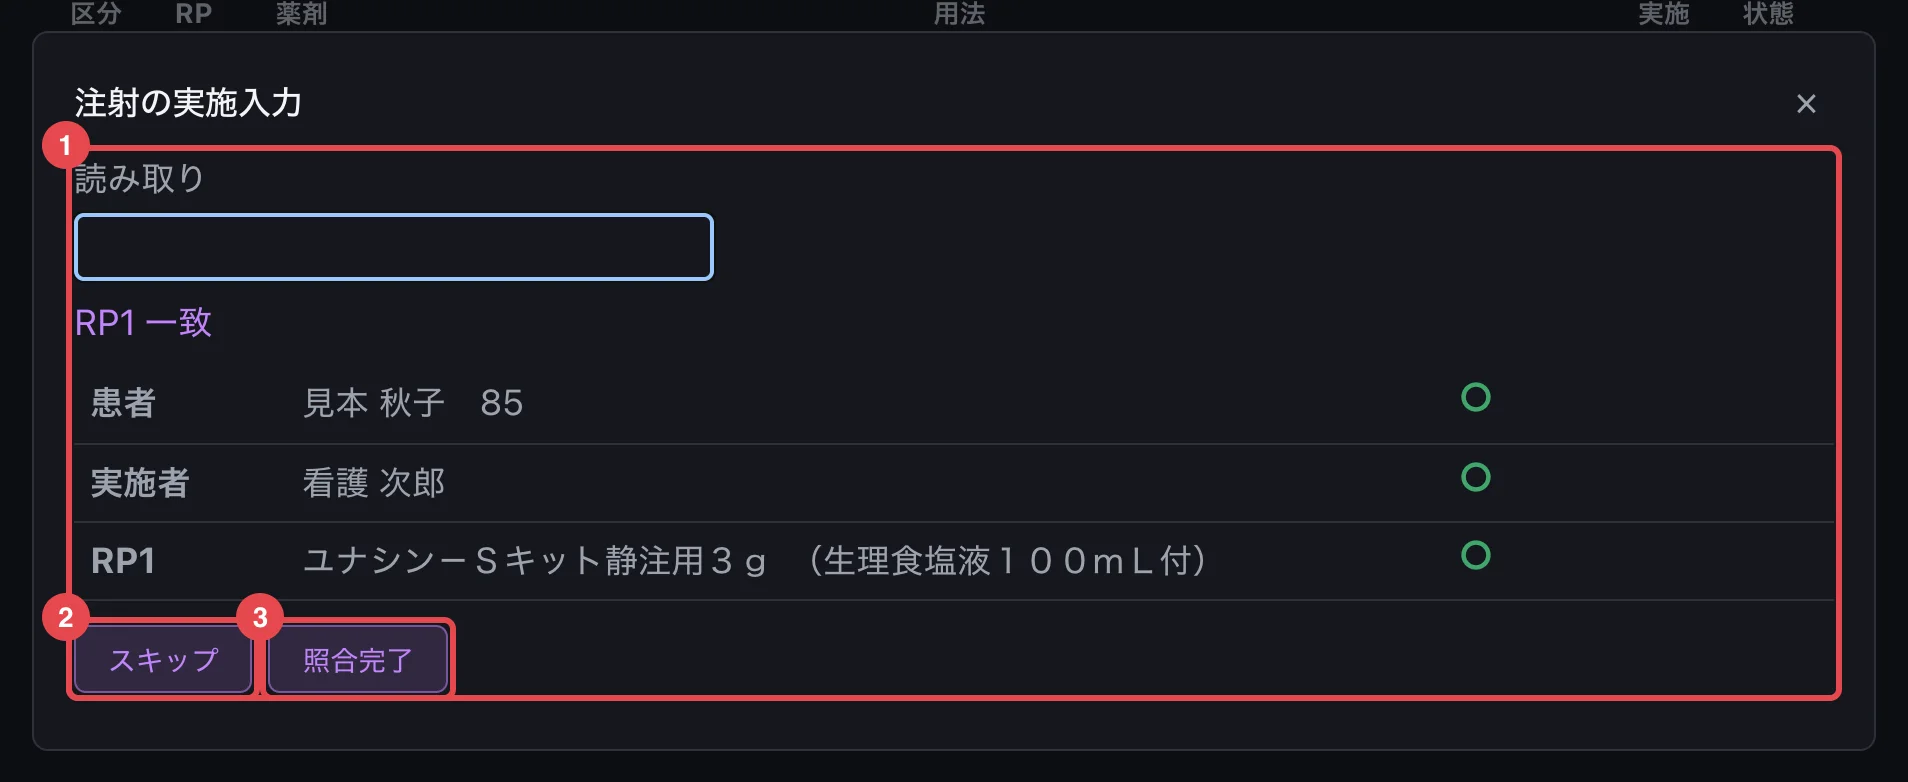 区分 RP 薬剤 用法 実施 状態
注射の実施入力 ×
1
読み取り
RP1 一致
患者 見本 秋子　85
実施者 看護 次郎
RP1 ユナシン－Ｓキット静注用３ｇ　（生理食塩液１００ｍＬ付）
2 3
スキップ 照合完了